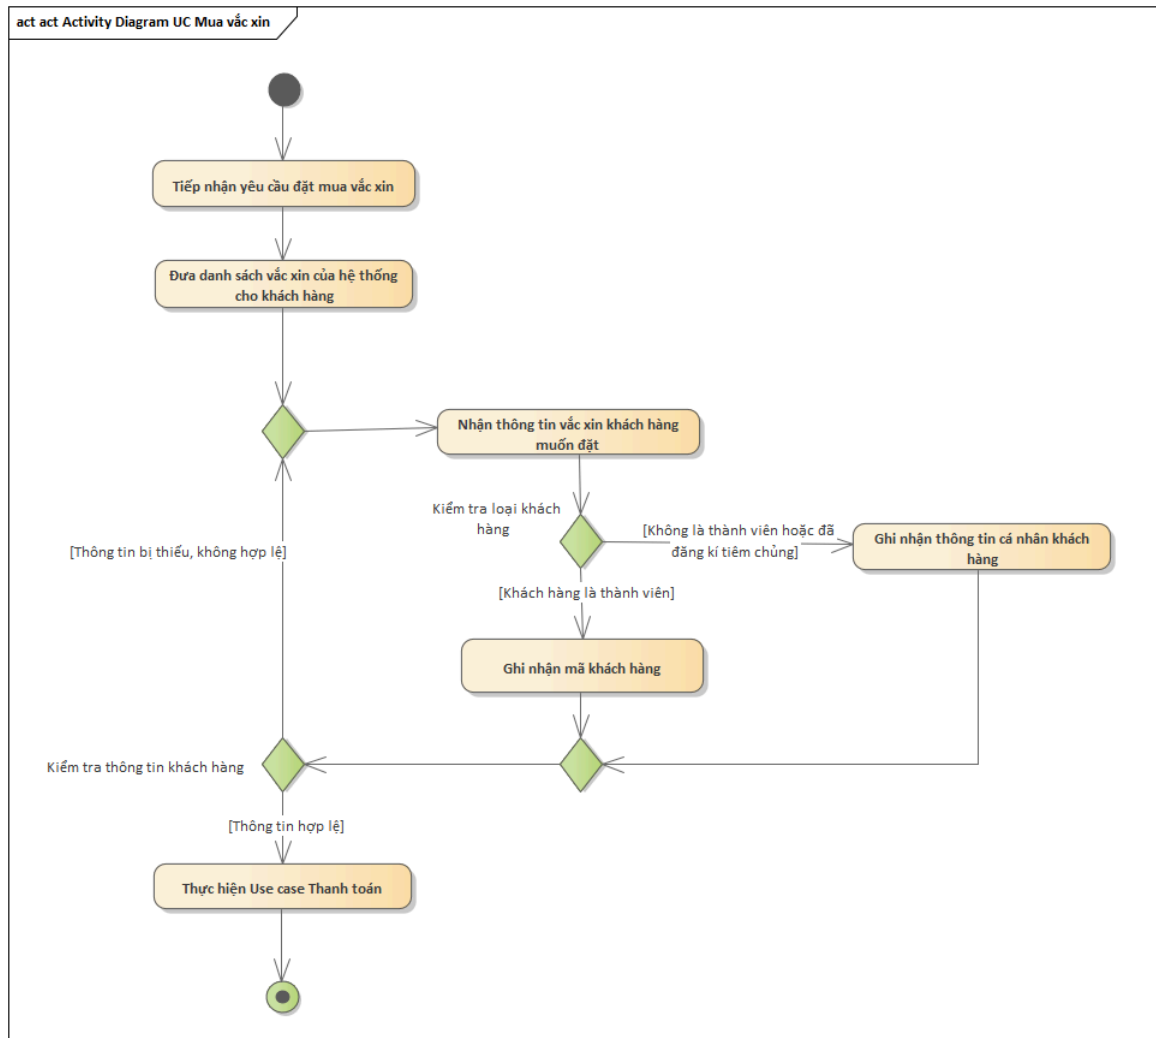 act act Activity Diagram UC Mua vắc xin
Tiếp nhận yêu cầu đặt mua vắc xin
Đưa danh sách vắc xin của hệ thống
cho khách hàng
Nhận thông tin vắc xin khách hàng
muốn đặt
Kiểm tra loại khách
hàng
[Không là thành viên hoặc đã
đăng kí tiêm chủng]
Ghi nhận thông tin cá nhân khách
hàng
[Thông tin bị thiếu, không hợp lệ]
[Khách hàng là thành viên]
Ghi nhận mã khách hàng
Kiểm tra thông tin khách hàng
[Thông tin hợp lệ]
Thực hiện Use case Thanh toán